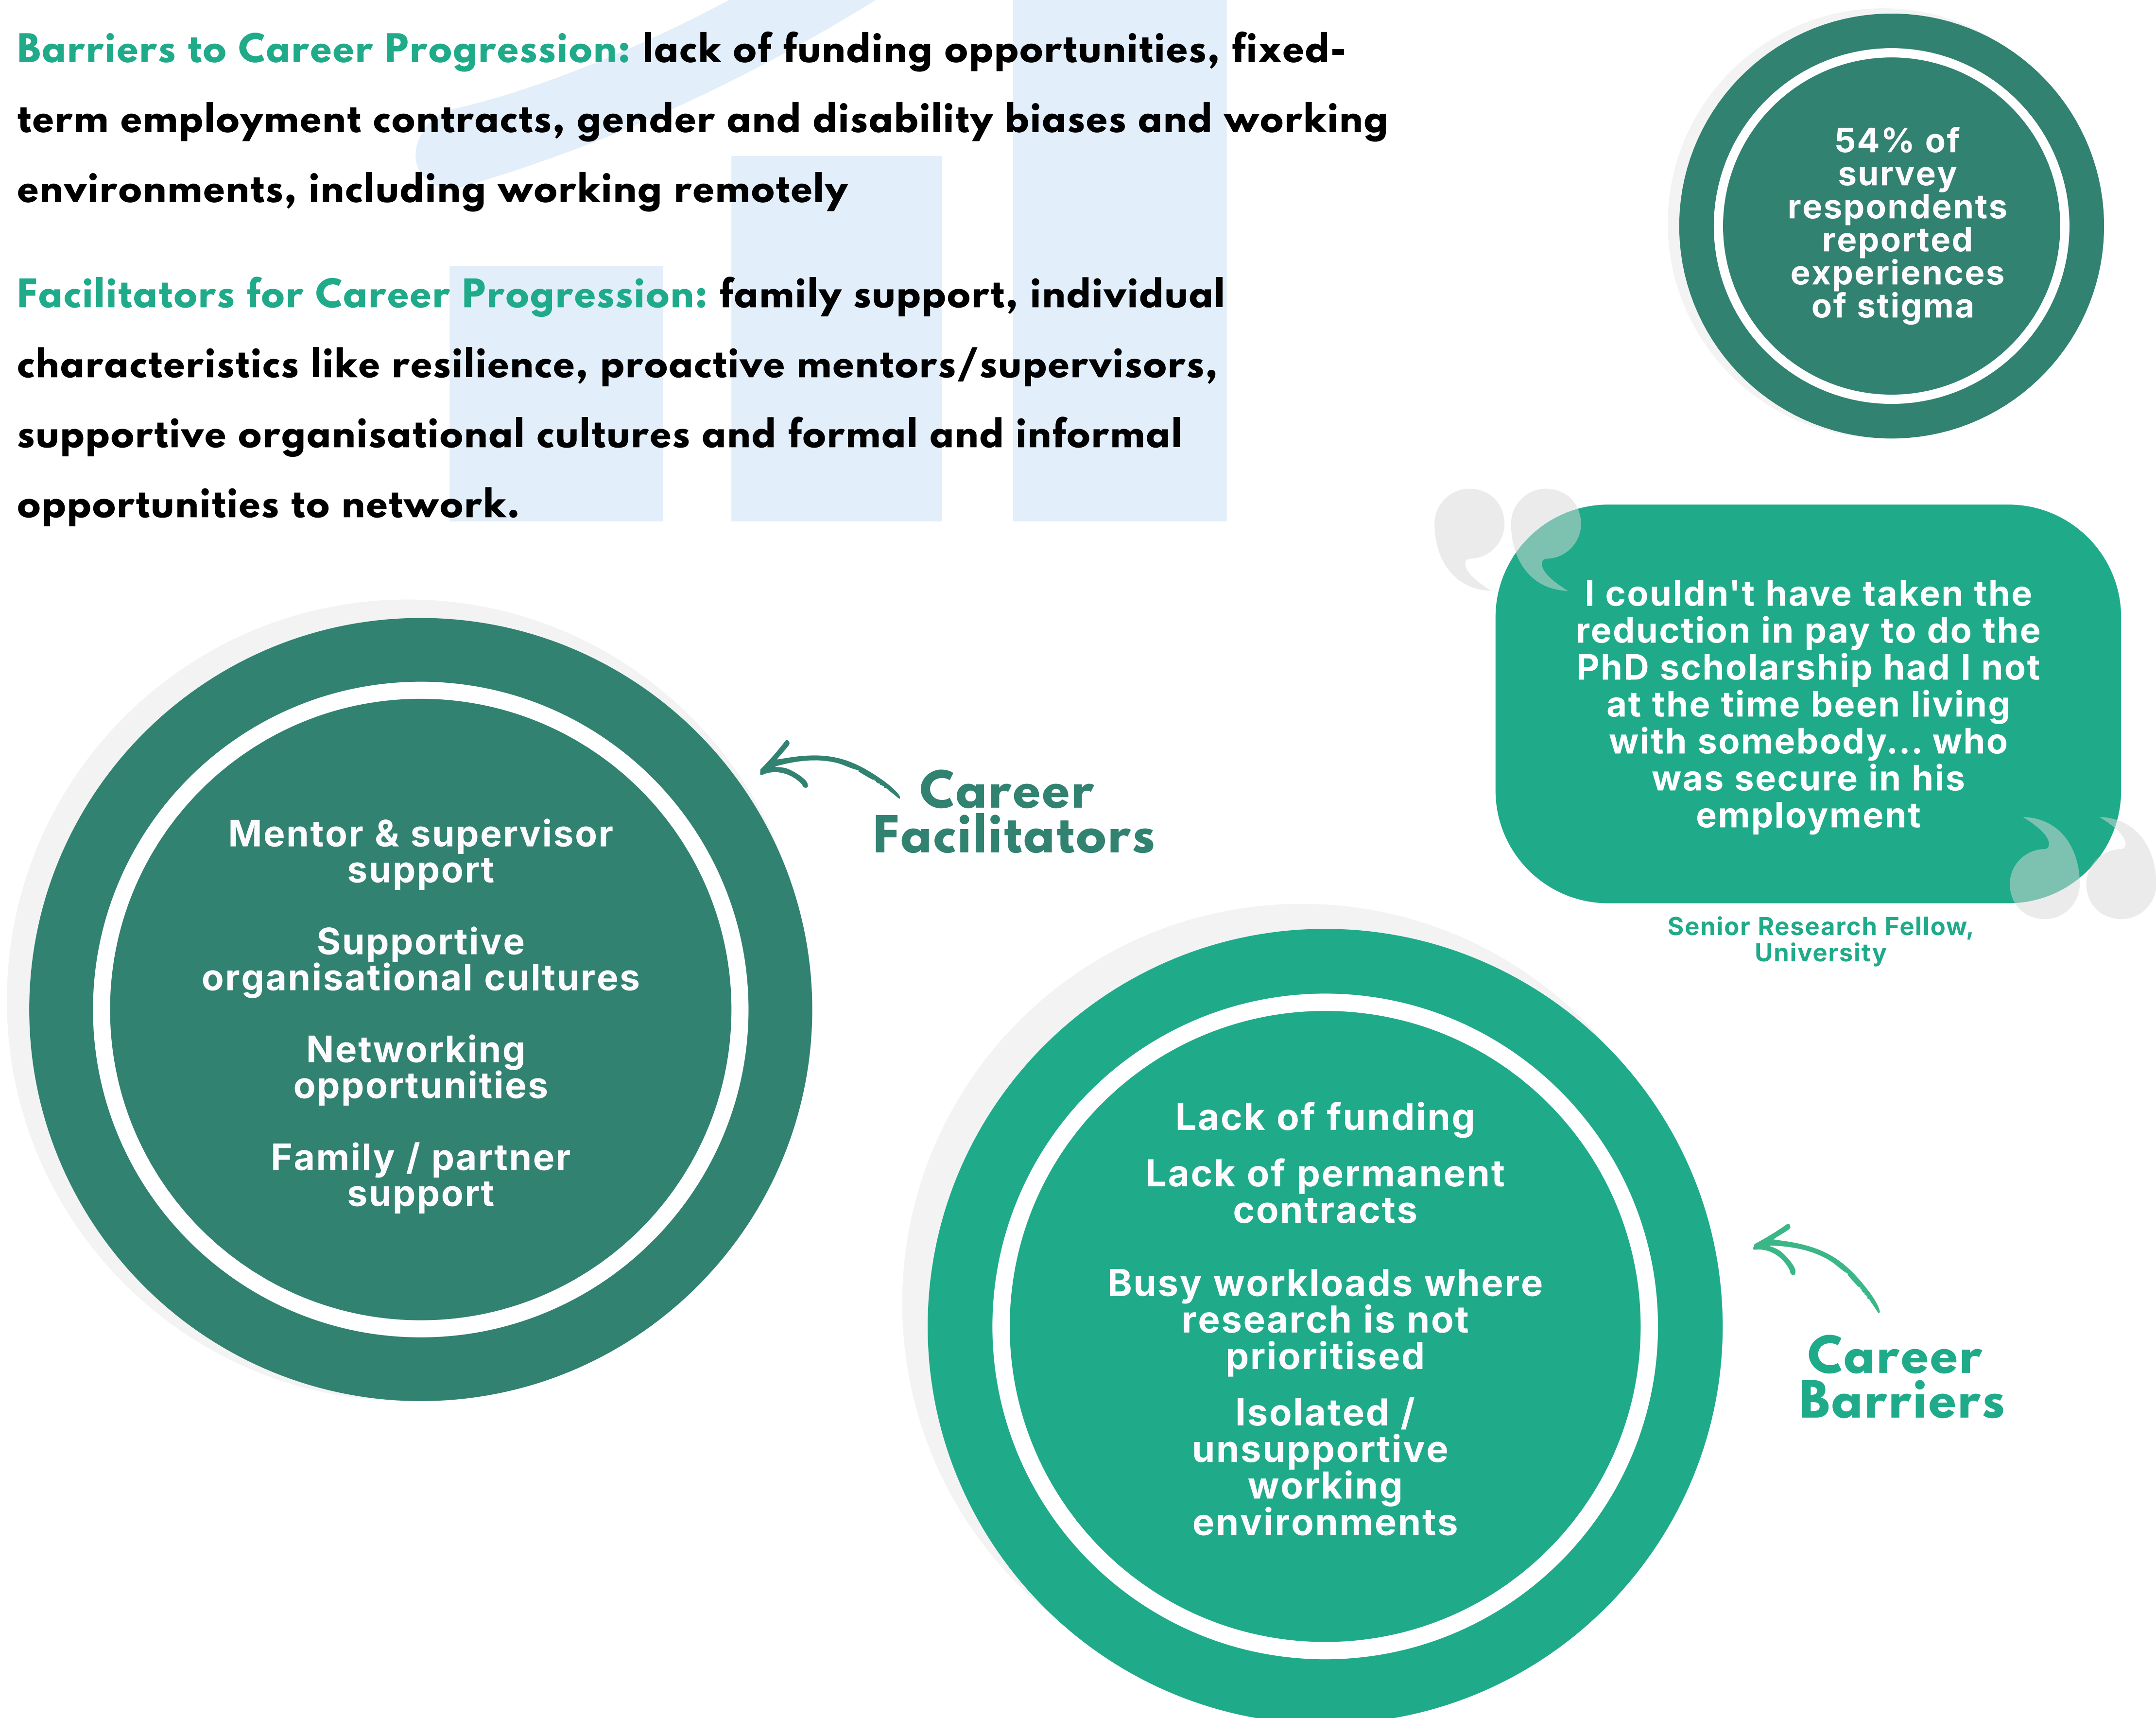 Barriers to Career Progression: lack of funding opportunities, fixed-
term employment contracts, gender and disability biases and working
environments, including working remotely
Facilitators for Career Progression: family support, individual
characteristics like resilience, proactive mentors/supervisors,
supportive organisational cultures and formal and informal
opportunities to network.
54% of
survey
respondents
reported
experiences
of stigma
I couldn't have taken the
reduction in pay to do the
PhD scholarship had I not
at the time been living
with somebody... who
was secure in his
employment
Senior Research Fellow,
University
Career
Facilitators
Mentor & supervisor
support
Supportive
organisational cultures
Networking
opportunities
Family / partner
support
Lack of funding
Lack of permanent
contracts
Busy workloads where
research is not
prioritised
Isolated /
unsupportive
working
environments
Career
Barriers